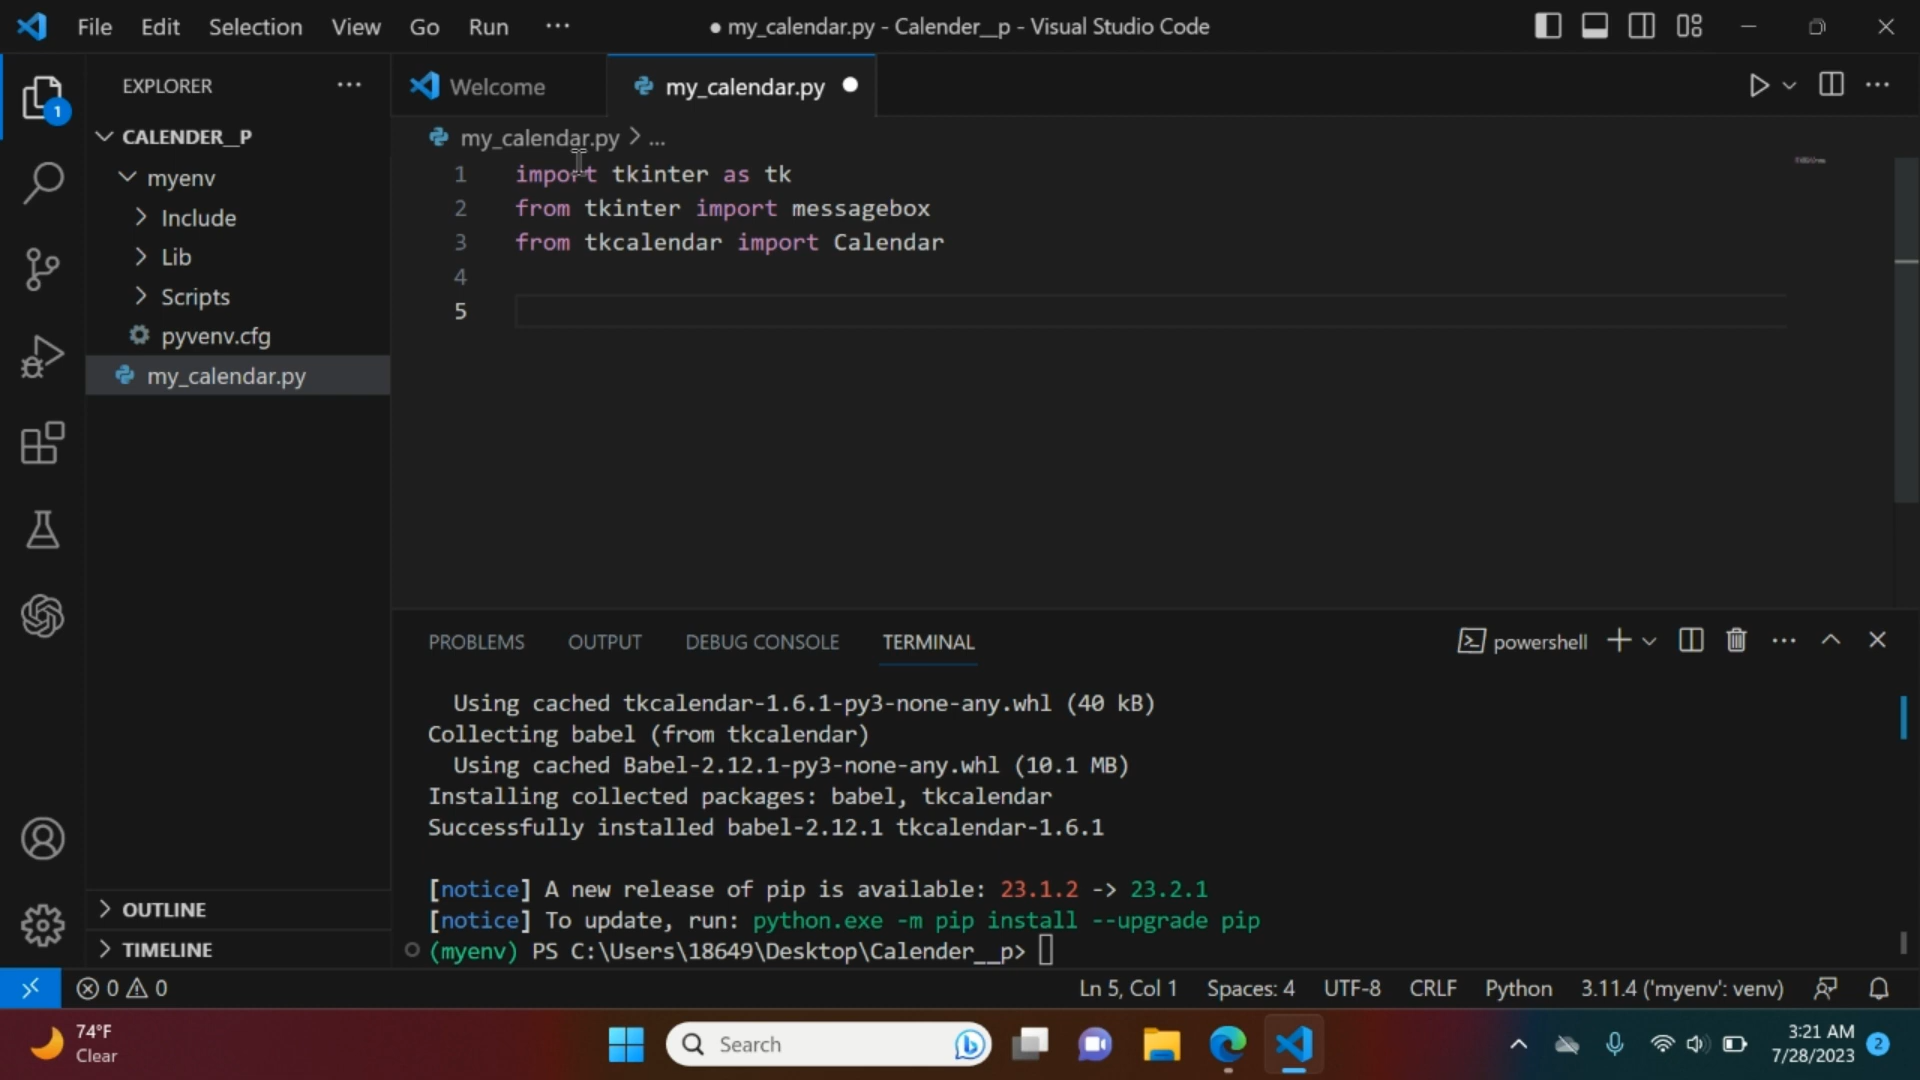 File Edit Selection View Go Run ··· ● my_calendar.py - Calender__p - Visual Studio Code
EXPLORER ···
Welcome my_calendar.py ●
1
CALENDER__P
my_calendar.py > ...
myenv
Include
Lib
Scripts
pyvenv.cfg
my_calendar.py
1 import tkinter as tk
2 from tkinter import messagebox
3 from tkcalendar import Calendar
4
5
PROBLEMS OUTPUT DEBUG CONSOLE TERMINAL powershell
Using cached tkcalendar-1.6.1-py3-none-any.whl (40 kB)
Collecting babel (from tkcalendar)
Using cached Babel-2.12.1-py3-none-any.whl (10.1 MB)
Installing collected packages: babel, tkcalendar
Successfully installed babel-2.12.1 tkcalendar-1.6.1
[notice] A new release of pip is available: 23.1.2 -> 23.2.1
[notice] To update, run: python.exe -m pip install --upgrade pip
(myenv) PS C:\Users\18649\Desktop\Calender__p>
OUTLINE
TIMELINE
0 0 Ln 5, Col 1 Spaces: 4 UTF-8 CRLF Python 3.11.4 ('myenv': venv)
74°F
Clear
Search
3:21 AM
7/28/2023
2